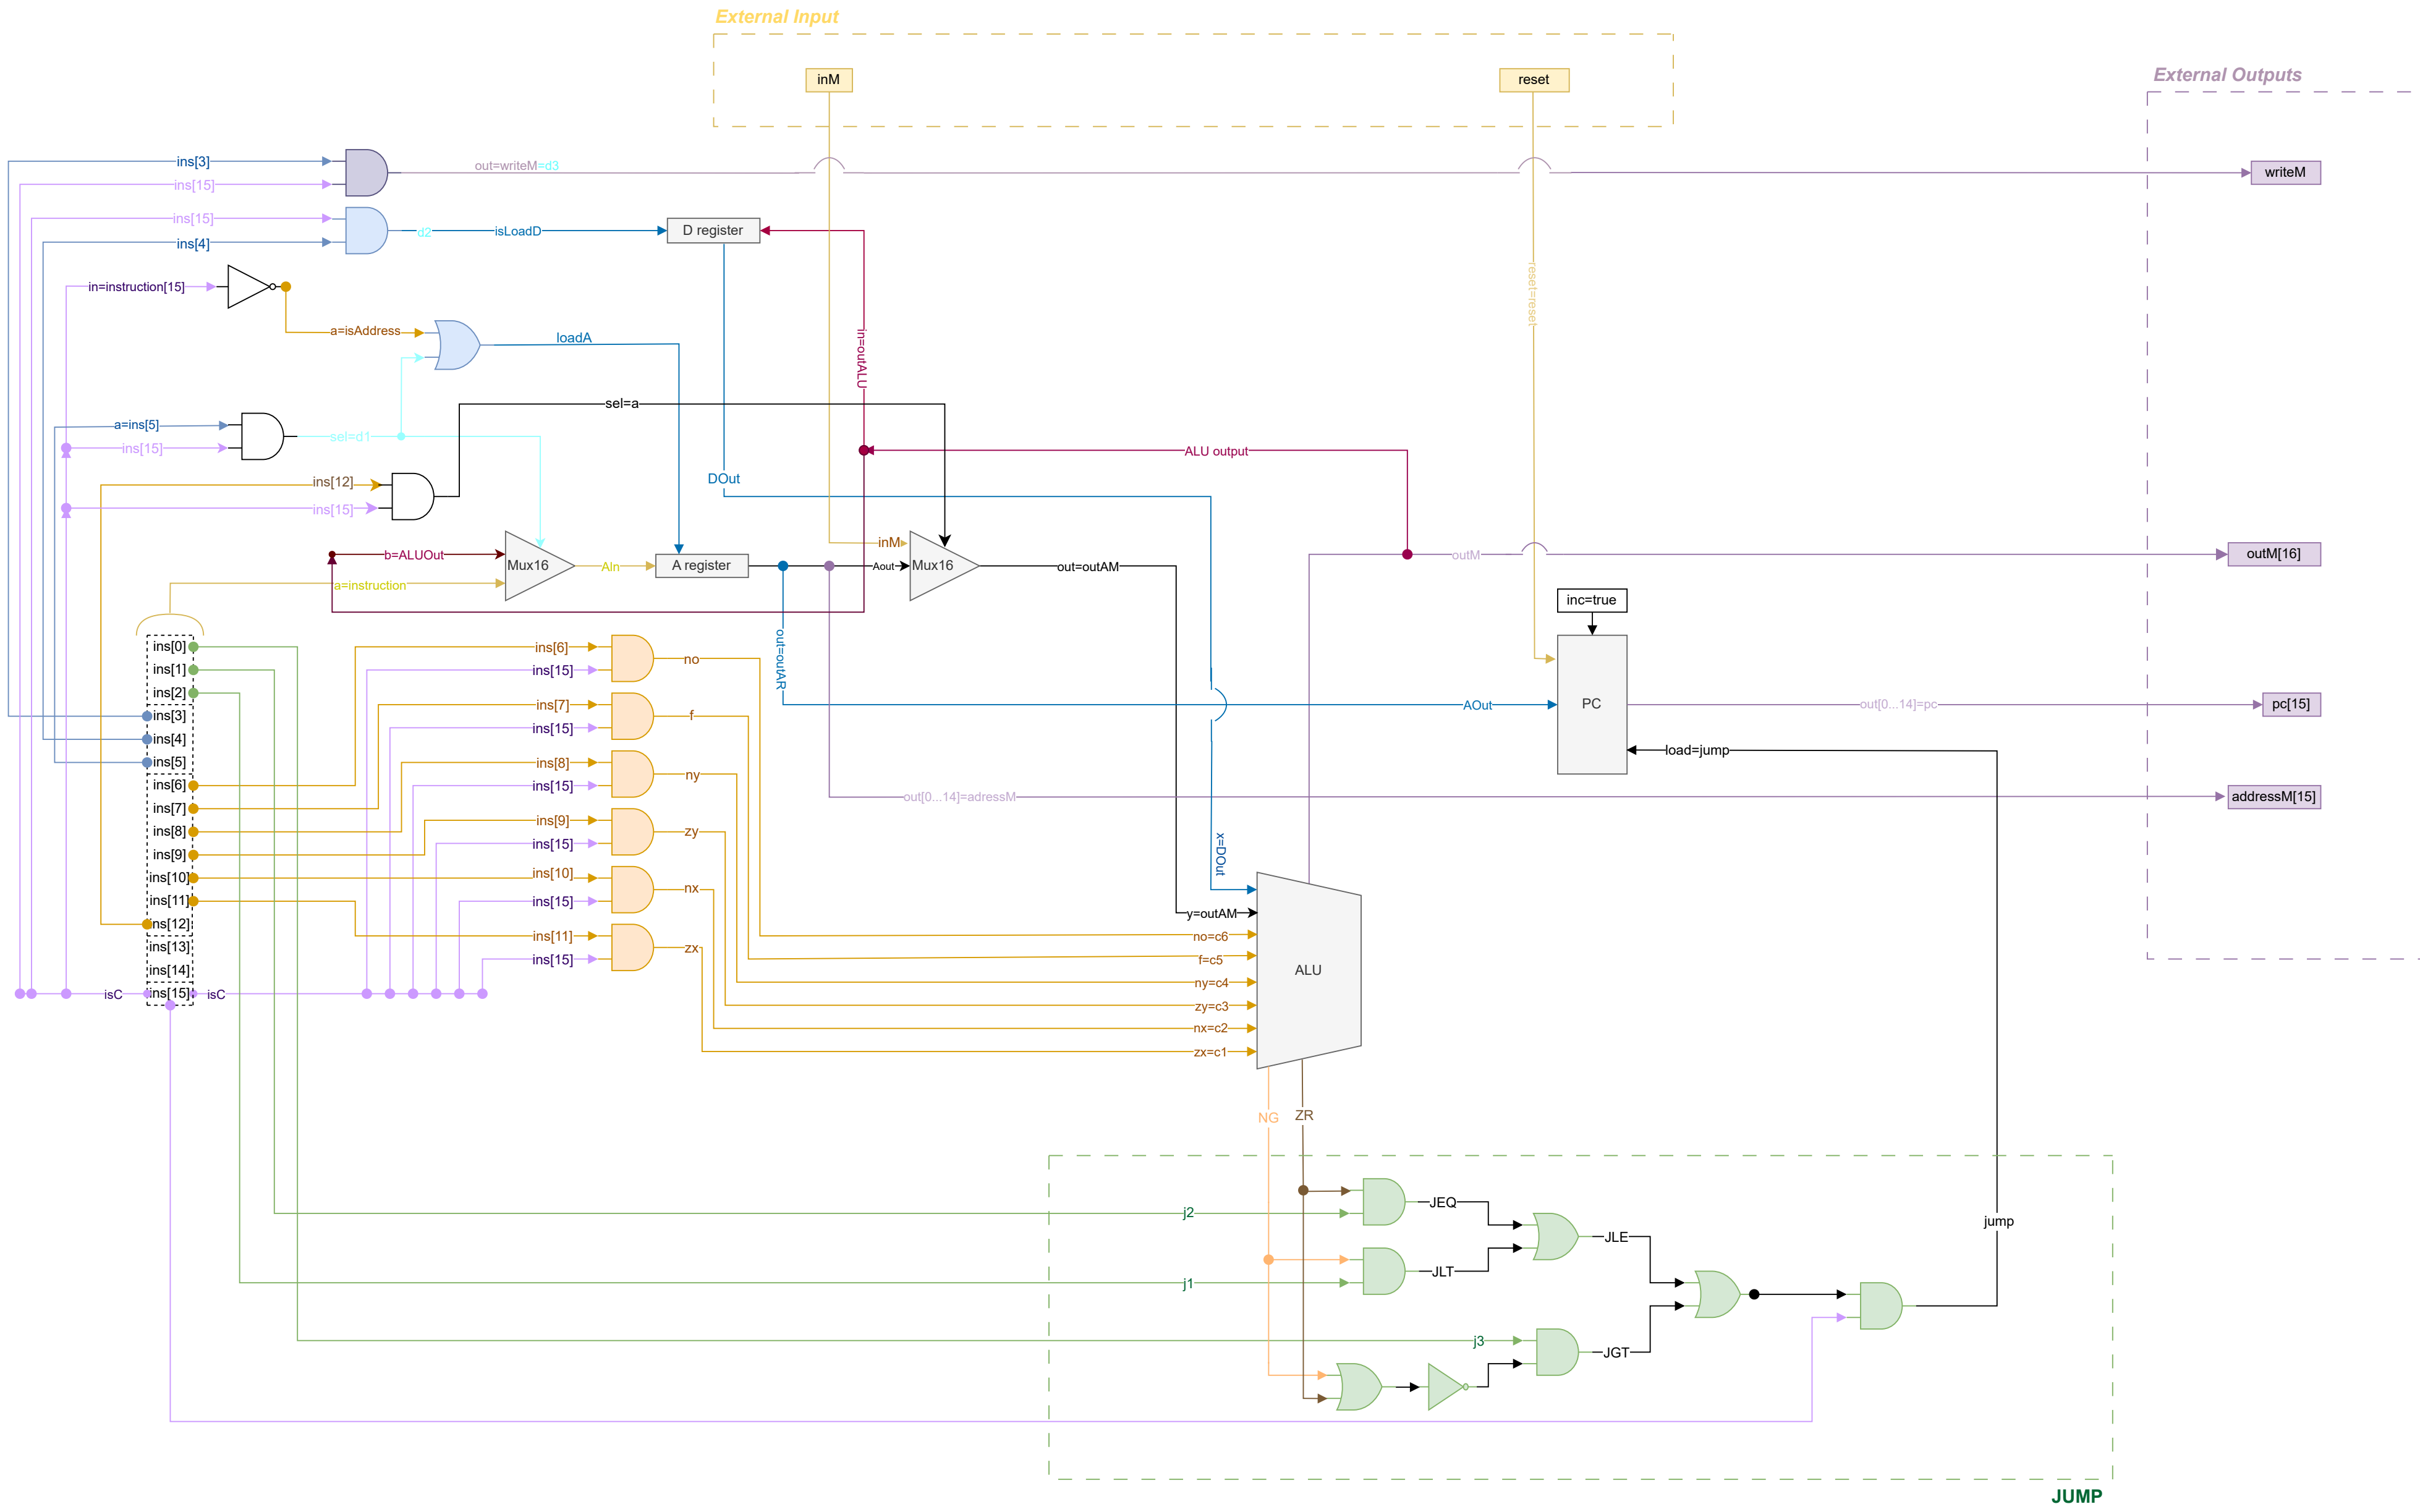 External Input
inM
reset
External Outputs
ins[3]
out=writeM=d3
writeM
ins[15]
ins[15]
d2
isLoadD
D register
ins[4]
in=instruction[15]
reset=reset
a=isAddress
loadA
in=outALU
sel=a
a=ins[5]
sel=d1
ins[15]
ALU output
DOut
ins[12]
ins[15]
inM
b=ALUOut
outM
outM[16]
Mux16
AIn
A register
Aout
Mux16
out=outAM
a=instruction
inc=true
out=outAR
ins[0]
ins[1]
ins[2]
ins[3]
ins[4]
ins[5]
ins[6]
ins[7]
ins[8]
ins[9]
ins[10]
ins[11]
ins[12]
ins[13]
ins[14]
ins[15]
isC
isC
ins[6]
no
ins[15]
ins[7]
f
ins[15]
ins[8]
ny
ins[15]
ins[9]
zy
ins[15]
ins[10]
nx
ins[15]
ins[11]
zx
ins[15]
AOut
PC
out[0...14]=pc
pc[15]
load=jump
out[0...14]=adressM
addressM[15]
x=DOut
y=outAM
no=c6
f=c5
ny=c4
zy=c3
nx=c2
zx=c1
ALU
NG
ZR
j2
JEQ
jump
JLE
j1
JLT
j3
JGT
JUMP